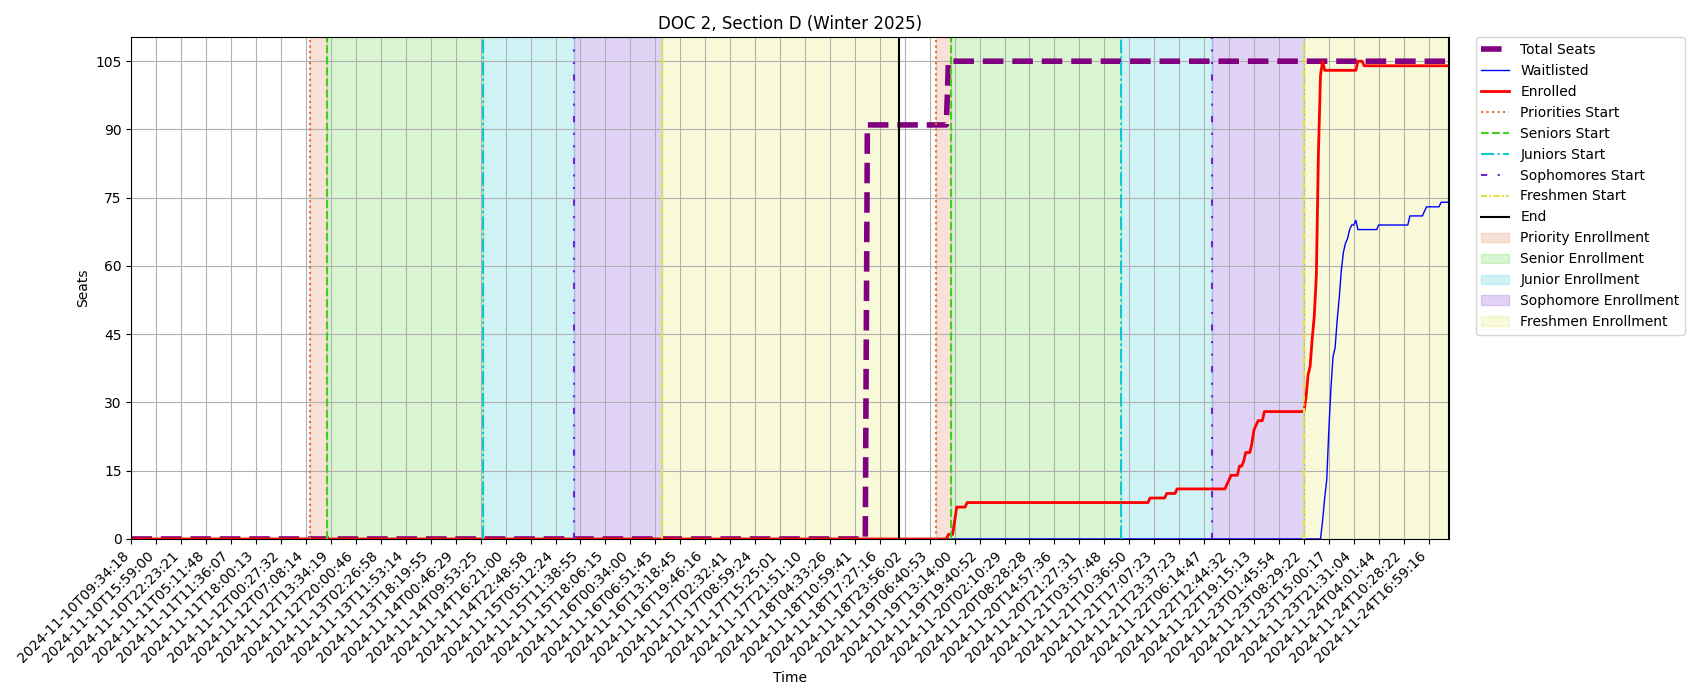 DOC 2, Section D (Winter 2025)
Seats
105
90
75
60
45
30
15
0
2024-11-10T09:34:18
2024-11-10T15:59:00
2024-11-10T22:23:21
2024-11-11T05:11:48
2024-11-11T11:36:07
2024-11-11T18:00:13
2024-11-12T00:27:32
2024-11-12T07:08:14
2024-11-12T13:34:19
2024-11-12T20:00:46
2024-11-13T02:26:58
2024-11-13T11:53:14
2024-11-13T18:19:55
2024-11-14T00:46:29
2024-11-14T09:53:25
2024-11-14T16:21:00
2024-11-14T22:48:58
2024-11-15T05:12:24
2024-11-15T11:38:55
2024-11-15T18:06:15
2024-11-16T00:34:00
2024-11-16T06:51:45
2024-11-16T13:18:45
2024-11-16T19:46:16
2024-11-17T02:32:41
2024-11-17T08:59:24
2024-11-17T15:25:01
2024-11-17T21:51:10
2024-11-18T04:33:26
2024-11-18T10:59:41
2024-11-18T17:27:16
2024-11-18T23:56:02
2024-11-19T06:40:53
2024-11-19T13:14:00
2024-11-19T19:40:52
2024-11-20T02:10:29
2024-11-20T08:28:28
2024-11-20T14:57:36
2024-11-20T21:27:31
2024-11-21T03:57:48
2024-11-21T10:36:50
2024-11-21T17:07:23
2024-11-21T23:37:23
2024-11-22T06:14:47
2024-11-22T12:44:32
2024-11-22T19:15:13
2024-11-23T01:45:54
2024-11-23T08:29:22
2024-11-23T15:00:17
2024-11-23T21:31:04
2024-11-24T04:01:44
2024-11-24T10:28:22
2024-11-24T16:59:16
Time
Total Seats
Waitlisted
Enrolled
Priorities Start
Seniors Start
Juniors Start
Sophomores Start
Freshmen Start
End
Priority Enrollment
Senior Enrollment
Junior Enrollment
Sophomore Enrollment
Freshmen Enrollment